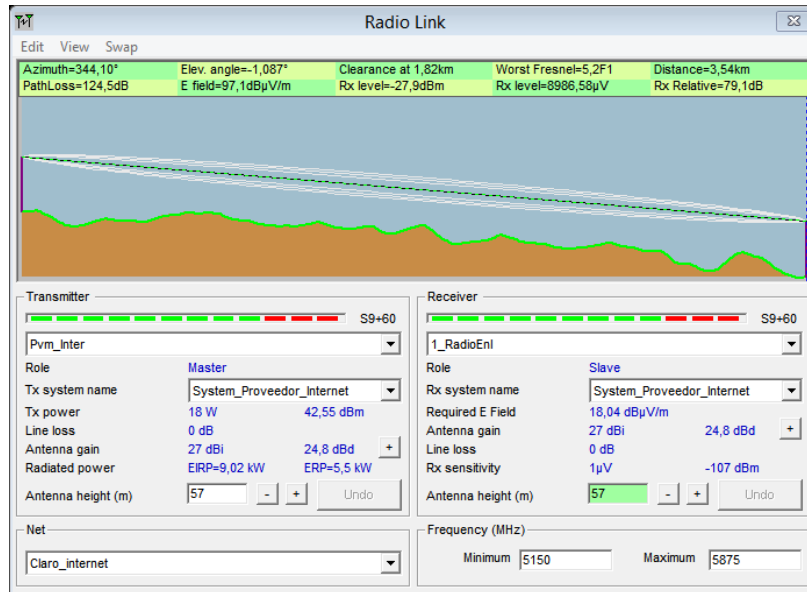 Radio Link
Edit View Swap
Azimuth=344,10° Elev. angle=-1,087° Clearance at 1,82km Worst Fresnel=5,2F1 Distance=3,54km
PathLoss=124,5dB E field=97,1dBµV/m Rx level=-27,9dBm Rx level=8986,58µV Rx Relative=79,1dB
Transmitter
S9+60
Pvm_Inter
Role Master
Tx system name System_Proveedor_Internet
Tx power 18 W 42,55 dBm
Line loss 0 dB
Antenna gain 27 dBi 24,8 dBd +
Radiated power EIRP=9,02 kW ERP=5,5 kW
Antenna height (m) 57 - + Undo
Net
Claro_internet
Receiver
S9+60
1_RadioEnl
Role Slave
Rx system name System_Proveedor_Internet
Required E Field 18,04 dBµV/m
Antenna gain 27 dBi 24,8 dBd +
Line loss 0 dB
Rx sensitivity 1µV -107 dBm
Antenna height (m) 57 - + Undo
Frequency (MHz)
Minimum 5150 Maximum 5875